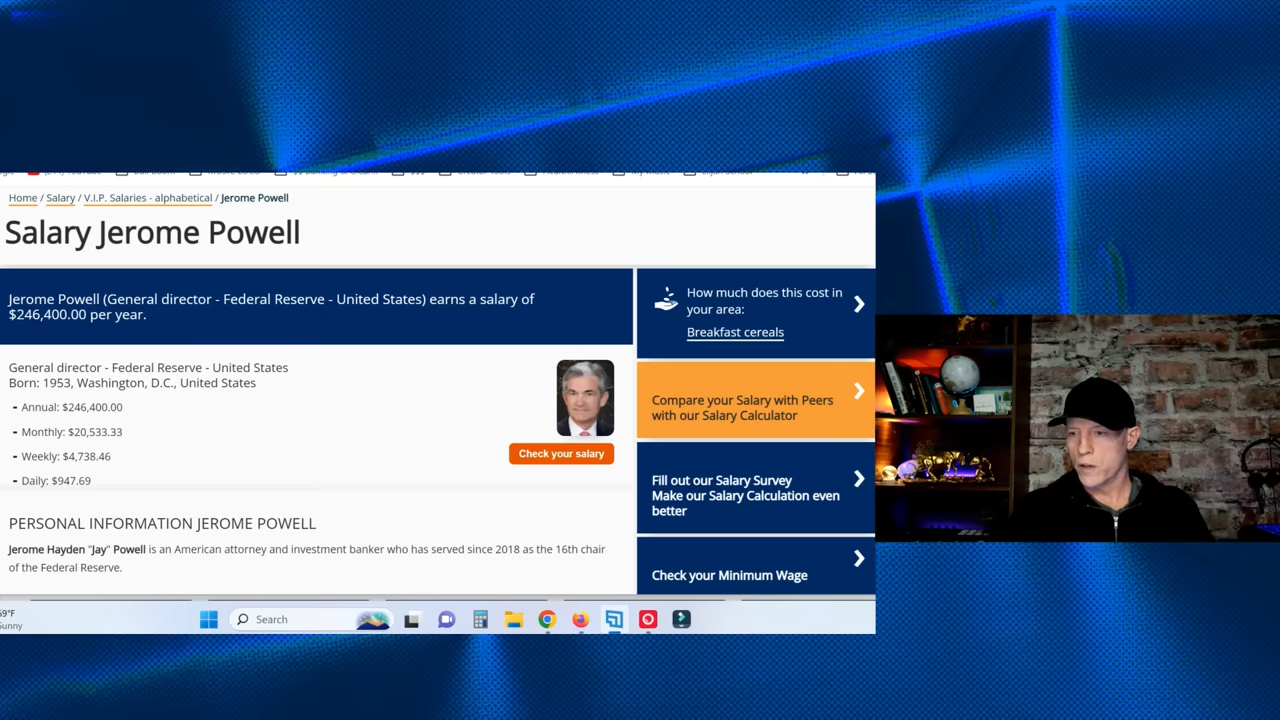 Home / Salary / V.I.P. Salaries - alphabetical / Jerome Powell
Salary Jerome Powell
Jerome Powell (General director - Federal Reserve - United States) earns a salary of
$246,400.00 per year.
General director - Federal Reserve - United States
Born: 1953, Washington, D.C., United States
- Annual: $246,400.00
- Monthly: $20,533.33
- Weekly: $4,738.46
- Daily: $947.69
Check your salary
PERSONAL INFORMATION JEROME POWELL
Jerome Hayden "Jay" Powell is an American attorney and investment banker who has served since 2018 as the 16th chair
of the Federal Reserve.
How much does this cost in
your area:
Breakfast cereals
Compare your Salary with Peers
with our Salary Calculator
Fill out our Salary Survey
Make our Salary Calculation even
better
Check your Minimum Wage
Search